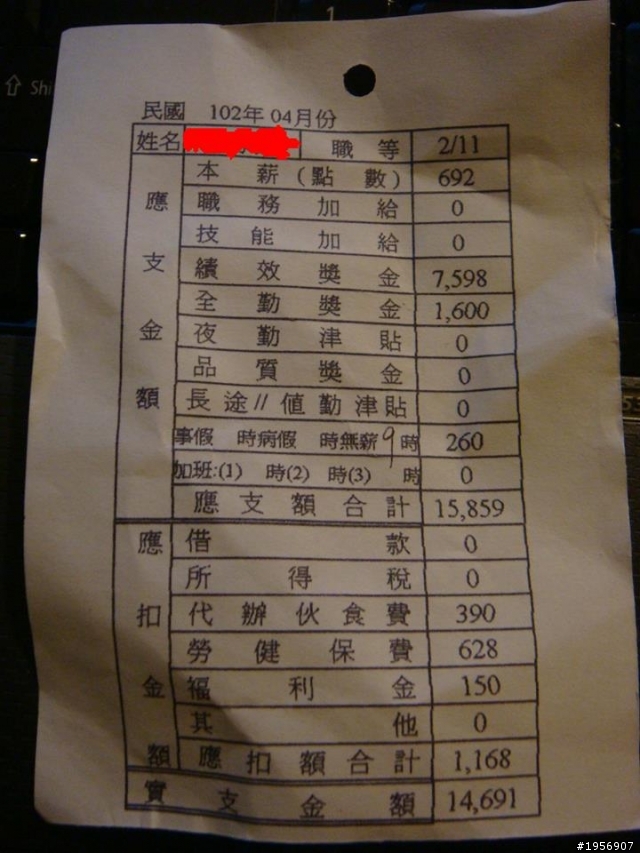 民國 102年 04月份
姓名 職等 2/11
應支金額
本薪(點數) 692
職務加給 0
技能加給 0
績效獎金 7,598
全勤獎金 1,600
夜勤津貼 0
品質獎金 0
長途//值勤津貼 0
事假 時病假 時無薪9時 260
加班:(1) 時(2) 時(3) 時 0
應支額合計 15,859
應扣金額
借款 0
所得稅 0
代辦伙食費 390
勞健保費 628
福利金 150
其他 0
應扣額合計 1,168
實支金額 14,691
#1956907